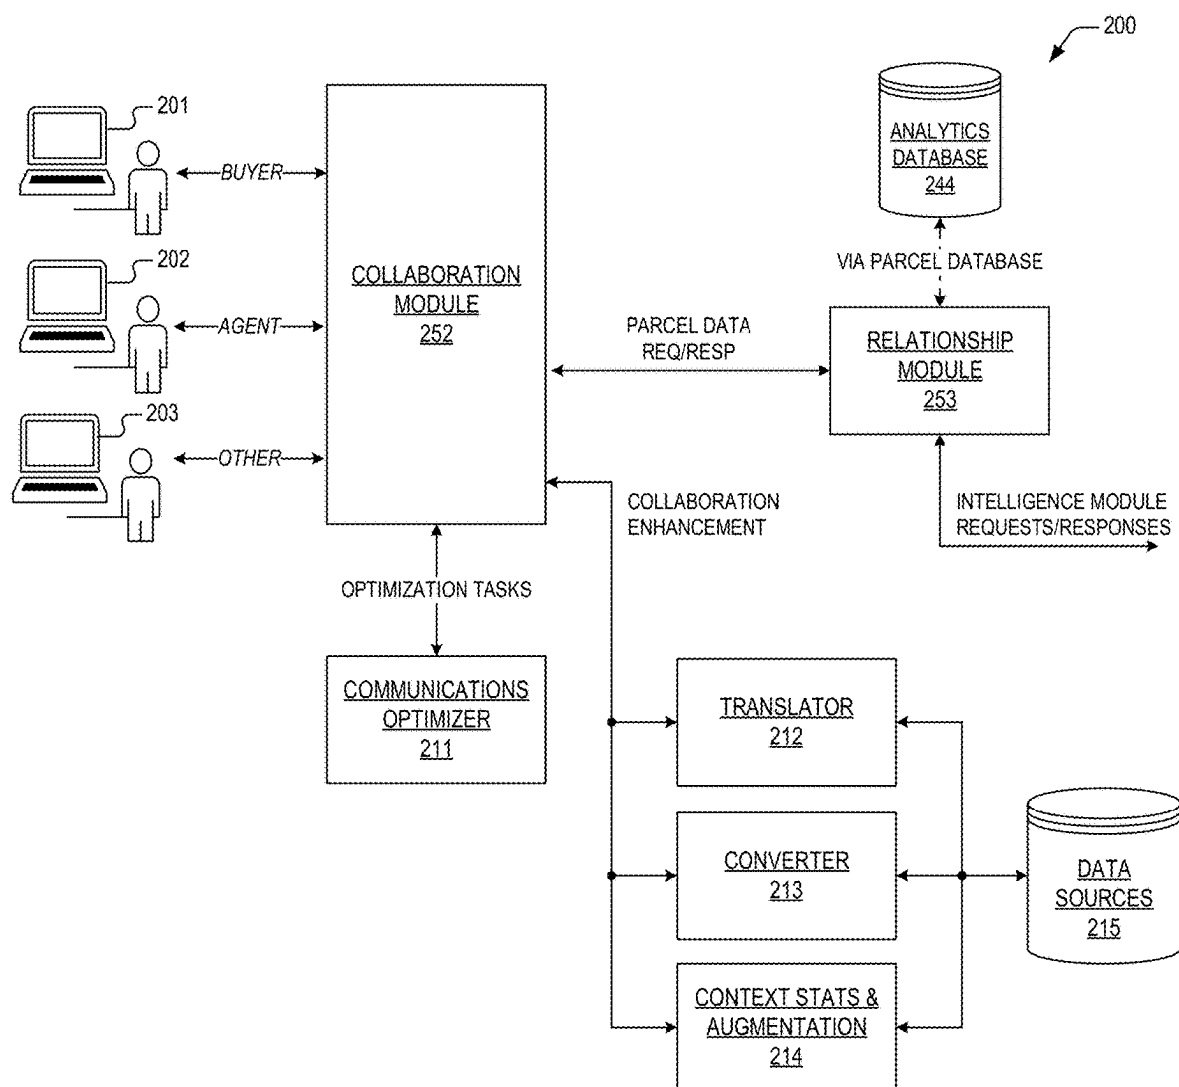 200
201
BUYER
202
AGENT
203
OTHER
COLLABORATION
MODULE
252
ANALYTICS
DATABASE
244
VIA PARCEL DATABASE
PARCEL DATA
REQ/RESP
RELATIONSHIP
MODULE
253
COLLABORATION
ENHANCEMENT
INTELLIGENCE MODULE
REQUESTS/RESPONSES
OPTIMIZATION TASKS
COMMUNICATIONS
OPTIMIZER
211
TRANSLATOR
212
CONVERTER
213
CONTEXT STATS &
AUGMENTATION
214
DATA
SOURCES
215